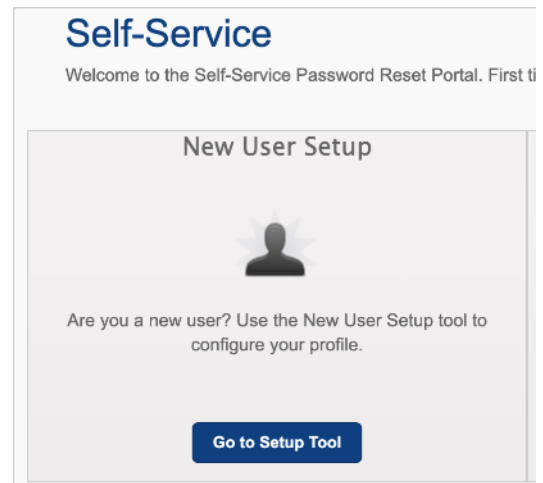 Self-Service
Welcome to the Self-Service Password Reset Portal. First
New User Setup
Are you a new user? Use the New User Setup tool to
configure your profile.
Go to Setup Tool